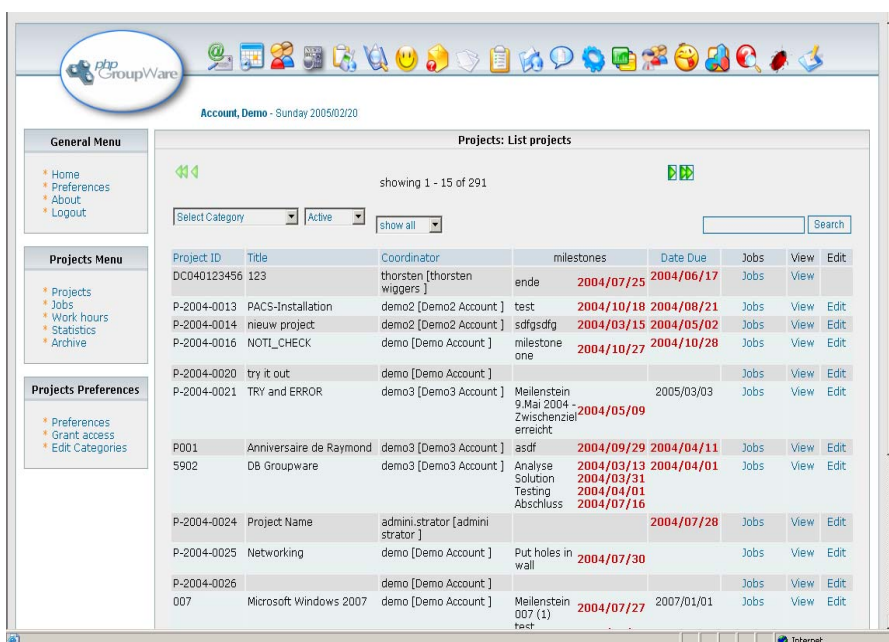 php
GroupWare
Account, Demo - Sunday 2005/02/20
General Menu
* Home
* Preferences
* About
* Logout
Projects Menu
* Projects
* Jobs
* Work hours
* Statistics
* Archive
Projects Preferences
* Preferences
* Grant access
* Edit Categories
Projects: List projects
showing 1 - 15 of 291
Select Category Active show all Search
Project ID Title Coordinator milestones Date Due Jobs View Edit
DC040123456 123 thorsten [thorsten wiggers ] ende 2004/07/25 2004/06/17 Jobs View
P-2004-0013 PACS-Installation demo2 [Demo2 Account ] test 2004/10/18 2004/08/21 Jobs View Edit
P-2004-0014 nieuw project demo2 [Demo2 Account ] sdfgsdfg 2004/03/15 2004/05/02 Jobs View Edit
P-2004-0016 NOTI_CHECK demo [Demo Account ] milestone one 2004/10/27 2004/10/28 Jobs View Edit
P-2004-0020 try it out demo [Demo Account ] Jobs View Edit
P-2004-0021 TRY and ERROR demo3 [Demo3 Account ] Meilenstein 2005/03/03 Jobs View Edit
9.Mai 2004 -
Zwischenziel 2004/05/09
erreicht
P001 Anniversaire de Raymond demo3 [Demo3 Account ] asdf 2004/09/29 2004/04/11 Jobs View Edit
5902 DB Groupware demo3 [Demo3 Account ] Analyse 2004/03/13 2004/04/01 Jobs View Edit
Solution 2004/03/31
Testing 2004/04/01
Abschluss 2004/07/16
P-2004-0024 Project Name admini.strator [admini strator ] 2004/07/28 Jobs View Edit
P-2004-0025 Networking demo [Demo Account ] Put holes in wall 2004/07/30 Jobs View Edit
P-2004-0026 demo [Demo Account ] Jobs View Edit
007 Microsoft Windows 2007 demo [Demo Account ] Meilenstein 2007/01/01 Jobs View Edit
007 (1) 2004/07/27
test
Internet